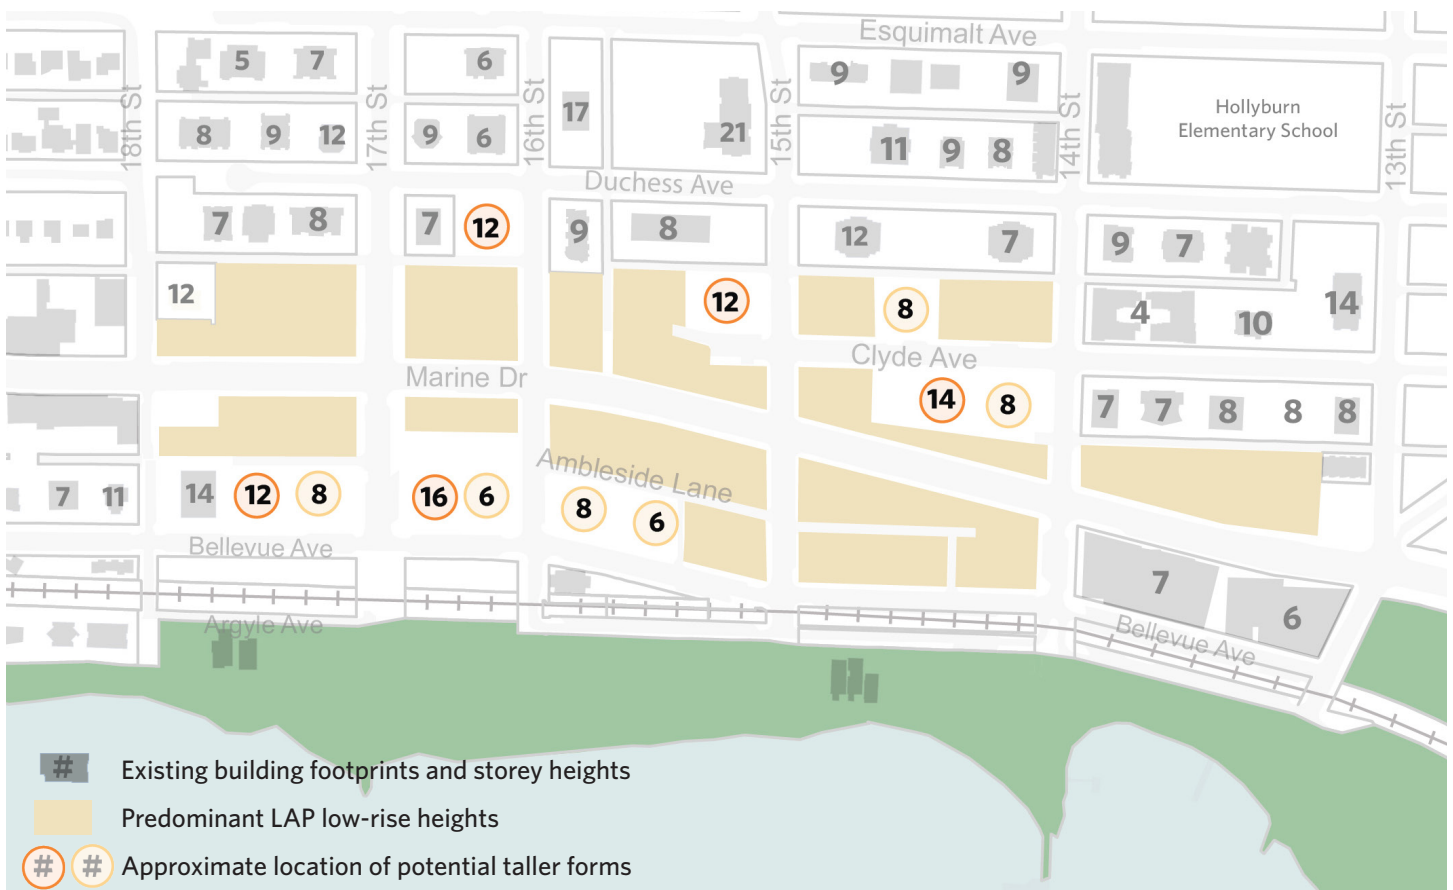 Esquimalt Ave
5
7
6
9
9
17
21
18th St
17th St
16th St
15th St
14th St
13th St
Hollyburn
Elementary School
8
9
12
9
6
11
9
8
Duchess Ave
7
8
7
12
9
8
12
7
9
7
12
12
8
4
10
14
Clyde Ave
Marine Dr
14
8
7
7
8
8
8
Ambleside Lane
7
11
14
12
8
16
6
8
6
Bellevue Ave
7
6
Argyle Ave
Bellevue Ave
# Existing building footprints and storey heights
Predominant LAP low-rise heights
# # Approximate location of potential taller forms